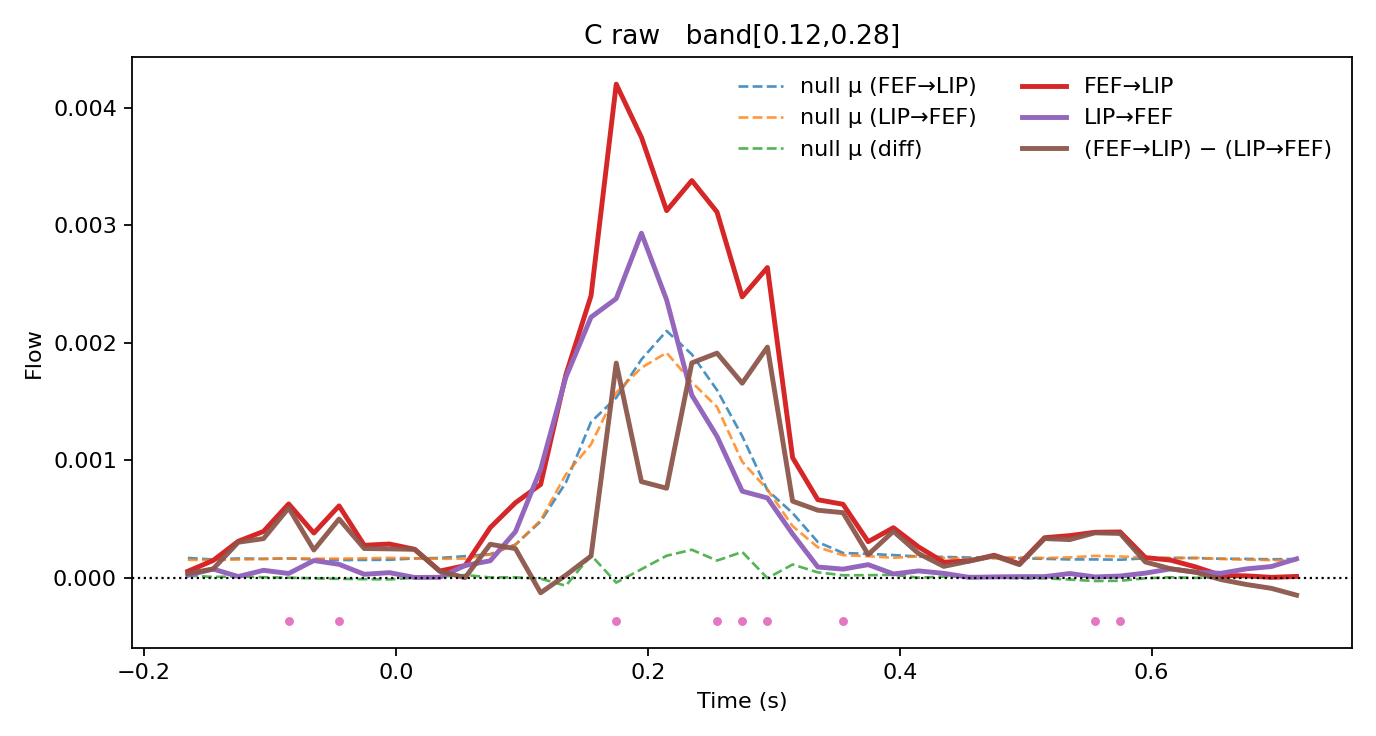 C raw   band[0.12,0.28]
null μ (FEF→LIP)
null μ (LIP→FEF)
null μ (diff)
FEF→LIP
LIP→FEF
(FEF→LIP) − (LIP→FEF)
Flow
0.004
0.003
0.002
0.001
0.000
−0.2
0.0
0.2
0.4
0.6
Time (s)